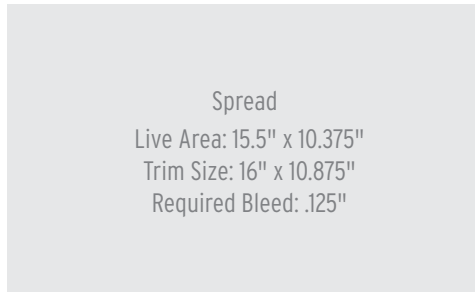 Spread
Live Area: 15.5" x 10.375"
Trim Size: 16" x 10.875"
Required Bleed: .125"